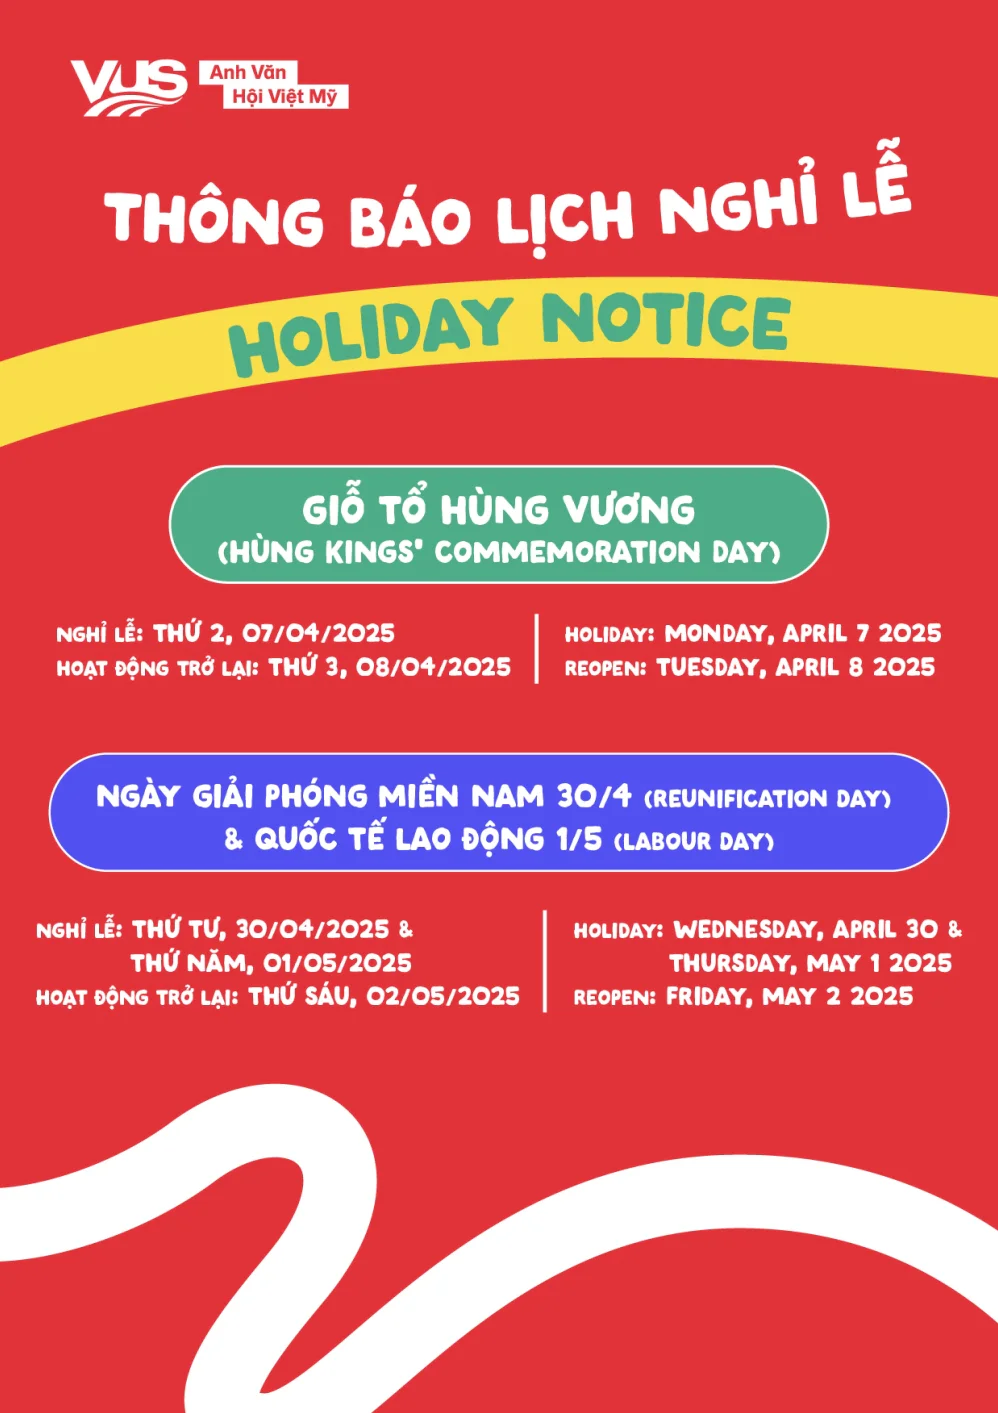 VUS
Anh Văn
Hội Việt Mỹ
THÔNG BÁO LỊCH NGHỈ LỄ
HOLIDAY NOTICE
GIỖ TỔ HÙNG VƯƠNG
(HÙNG KINGS' COMMEMORATION DAY)
NGHỈ LỄ: THỨ 2, 07/04/2025
HOẠT ĐỘNG TRỞ LẠI: THỨ 3, 08/04/2025
HOLIDAY: MONDAY, APRIL 7 2025
REOPEN: TUESDAY, APRIL 8 2025
NGÀY GIẢI PHÓNG MIỀN NAM 30/4 (REUNIFICATION DAY)
& QUỐC TẾ LAO ĐỘNG 1/5 (LABOUR DAY)
NGHỈ LỄ: THỨ TƯ, 30/04/2025 &
THỨ NĂM, 01/05/2025
HOẠT ĐỘNG TRỞ LẠI: THỨ SÁU, 02/05/2025
HOLIDAY: WEDNESDAY, APRIL 30 &
THURSDAY, MAY 1 2025
REOPEN: FRIDAY, MAY 2 2025